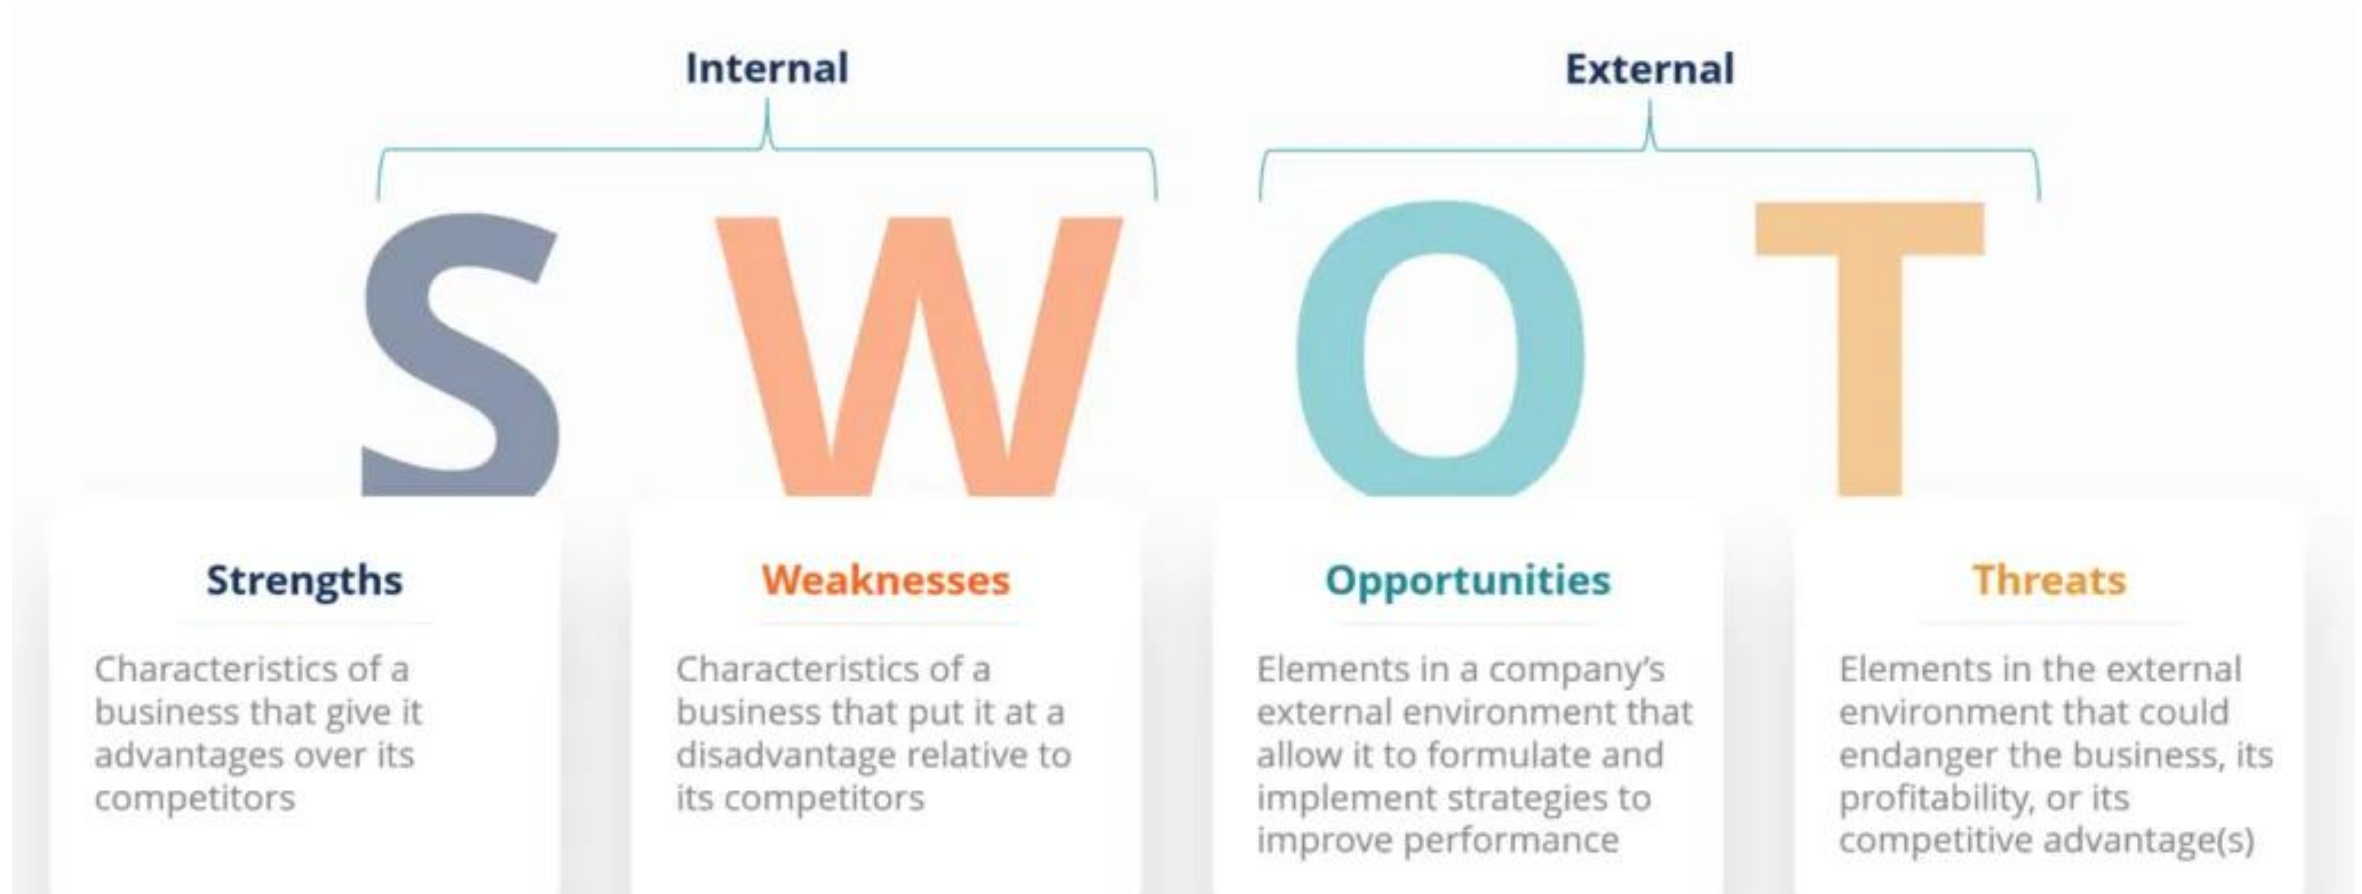 Internal
External
S W O T
Strengths
Characteristics of a
business that give it
advantages over its
competitors
Weaknesses
Characteristics of a
business that put it at a
disadvantage relative to
its competitors
Opportunities
Elements in a company’s
external environment that
allow it to formulate and
implement strategies to
improve performance
Threats
Elements in the external
environment that could
endanger the business, its
profitability, or its
competitive advantage(s)